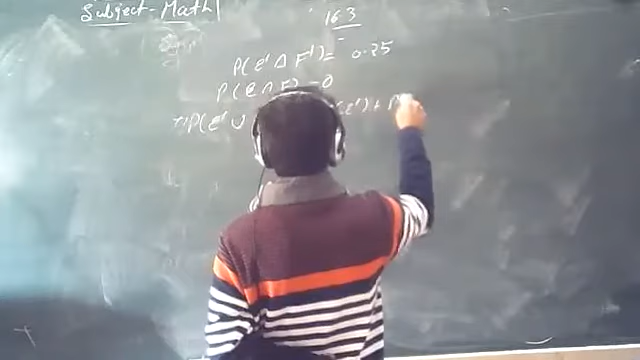 Subject-Math
16.3
P(E' ∩ F') = 0.25
P(E ∩ F) = 0
P(E' ∪ (E') + P